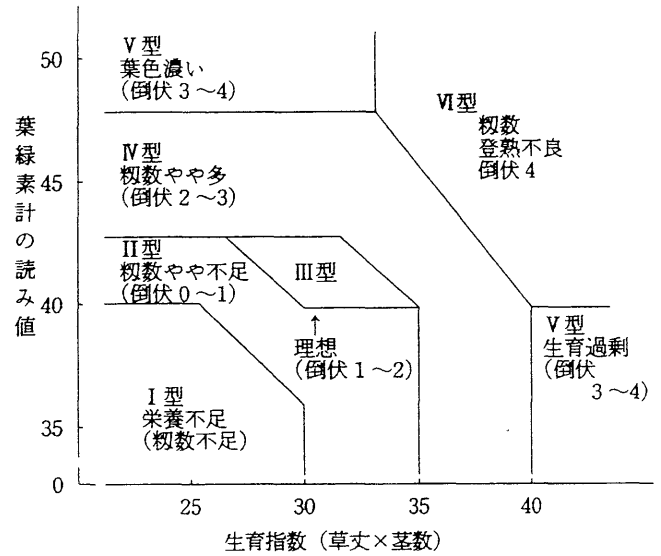 50
45
40
35
0
葉緑素計の読み値
Ⅴ型
葉色濃い
(倒伏3～4)
Ⅵ型
籾数
登熟不良
倒伏4
Ⅳ型
籾数やや多
(倒伏2～3)
Ⅱ型
籾数やや不足
(倒伏0～1)
Ⅲ型
↑
理想
(倒伏1～2)
Ⅴ型
生育過剰
(倒伏
3～4)
Ⅰ型
栄養不足
(籾数不足)
25
30
35
40
生育指数（草丈×茎数）